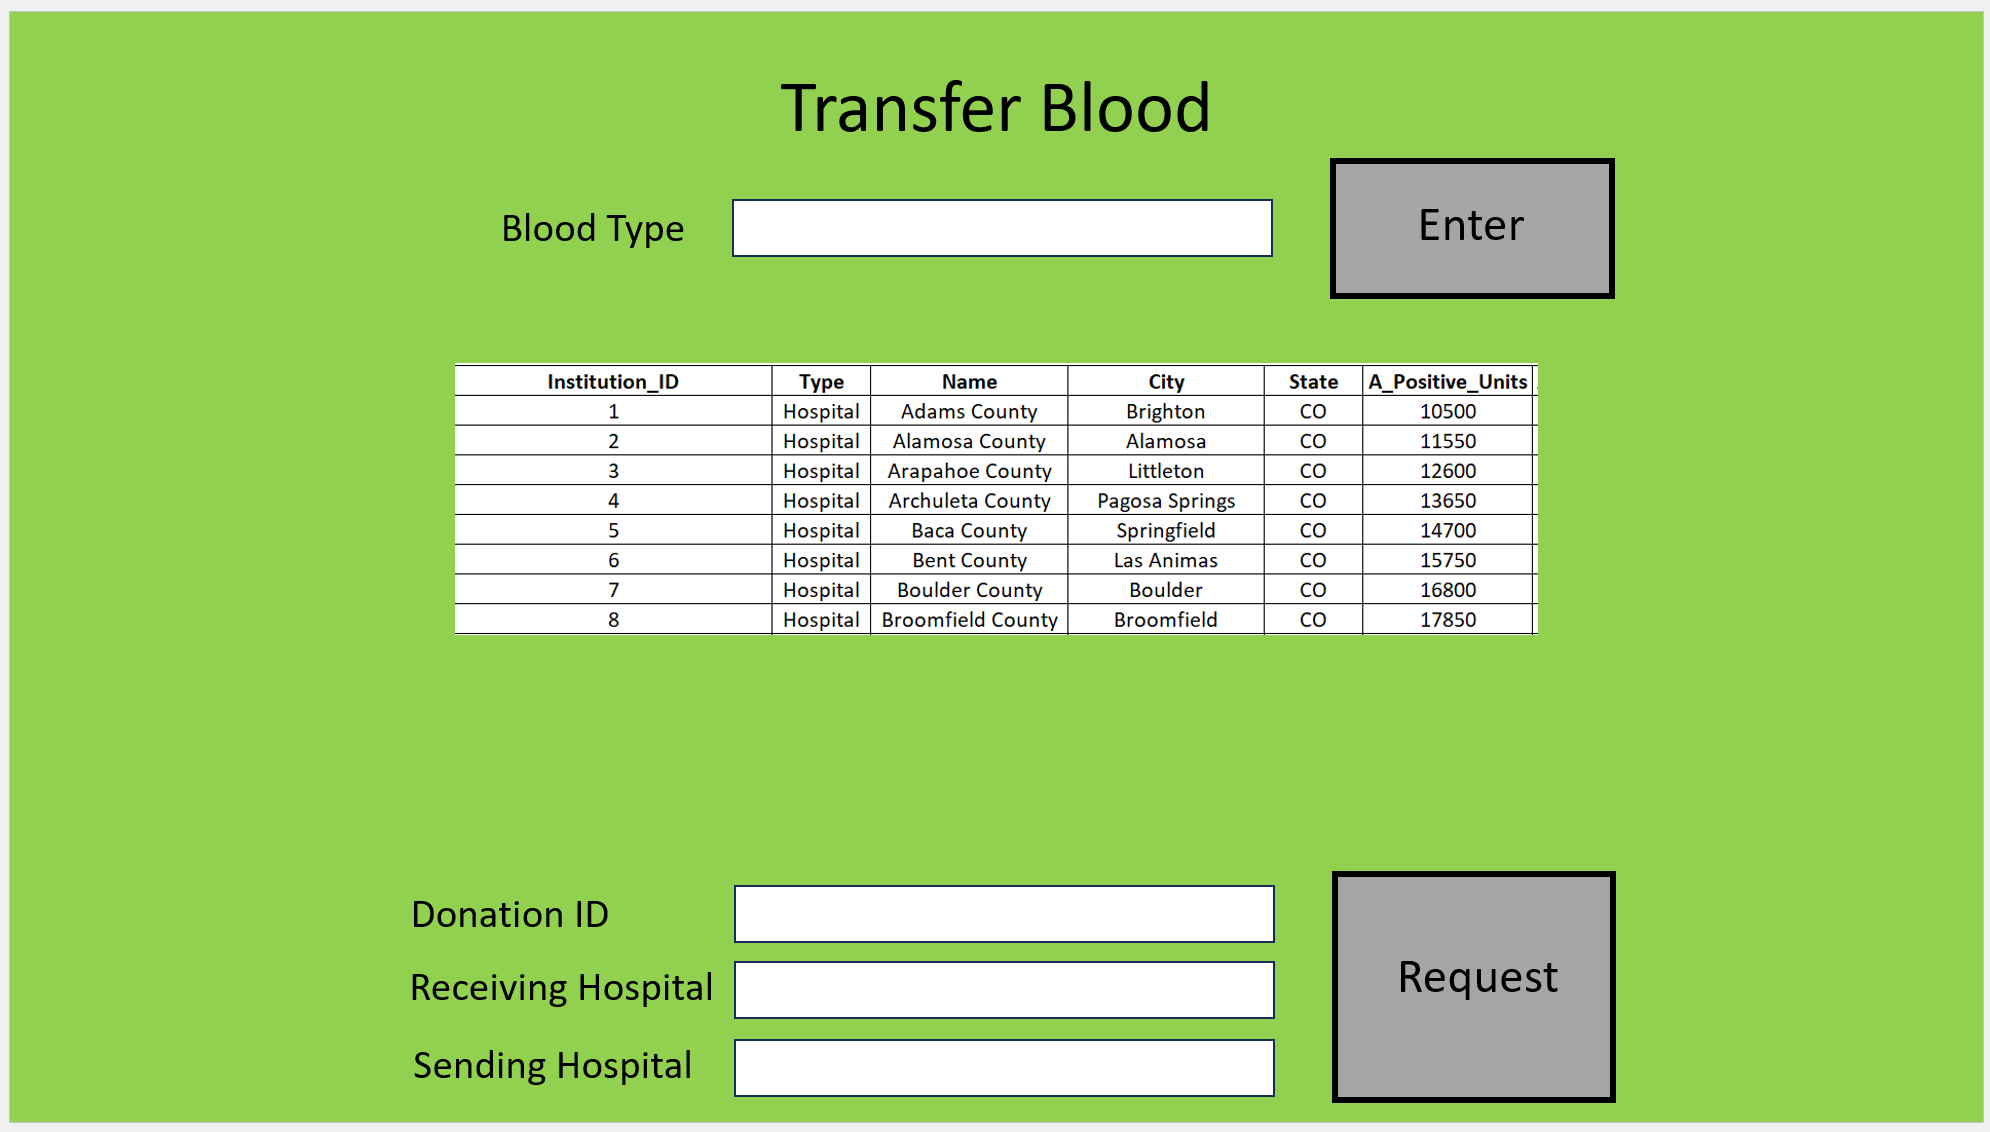 Transfer Blood
Blood Type
Enter
Institution_ID Type Name City State A_Positive_Units
1 Hospital Adams County Brighton CO 10500
2 Hospital Alamosa County Alamosa CO 11550
3 Hospital Arapahoe County Littleton CO 12600
4 Hospital Archuleta County Pagosa Springs CO 13650
5 Hospital Baca County Springfield CO 14700
6 Hospital Bent County Las Animas CO 15750
7 Hospital Boulder County Boulder CO 16800
8 Hospital Broomfield County Broomfield CO 17850
Donation ID
Receiving Hospital
Request
Sending Hospital